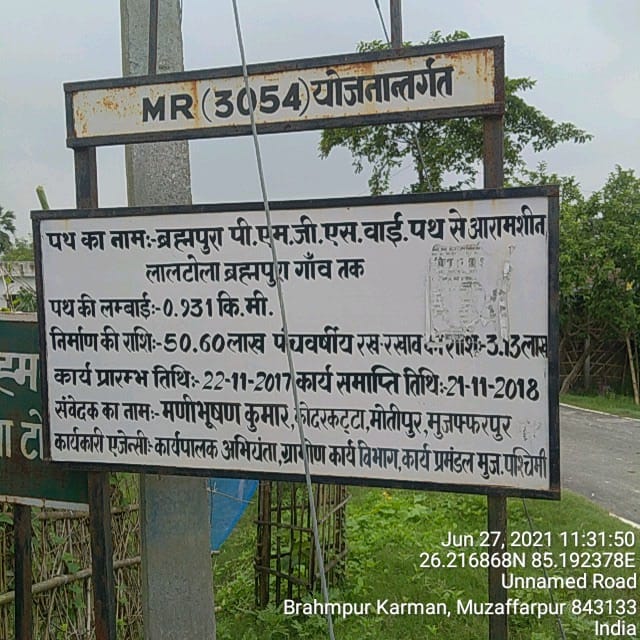 MR (3054) योजनान्तर्गत
पथ का नाम:-ब्रह्मपुरा पी.एम.जी.एस.वाई.पथ से आरामशीन
लालटोला ब्रह्मपुरा गाँव तक
पथ की लम्बाई:-0.931 कि.मी.
निर्माण की राशि:-50.60 लाख पंचवर्षीय रख-रखाव की राशि:-3.13 लाख
कार्य प्रारम्भ तिथि:-22-11-2017 कार्य समाप्ति तिथि:-21-11-2018
संवेदक का नाम:- मणीभूषण कुमार, कोदरकट्टा, मोतीपुर, मुजफ्फरपुर
कार्यकारी एजेन्सी:-कार्यपालक अभियंता, ग्रामीण कार्य विभाग, कार्य प्रमंडल मुज. पश्चिमी
Jun 27, 2021 11:31:50
26.216868N 85.192378E
Unnamed Road
Brahmpur Karman, Muzaffarpur 843133
India